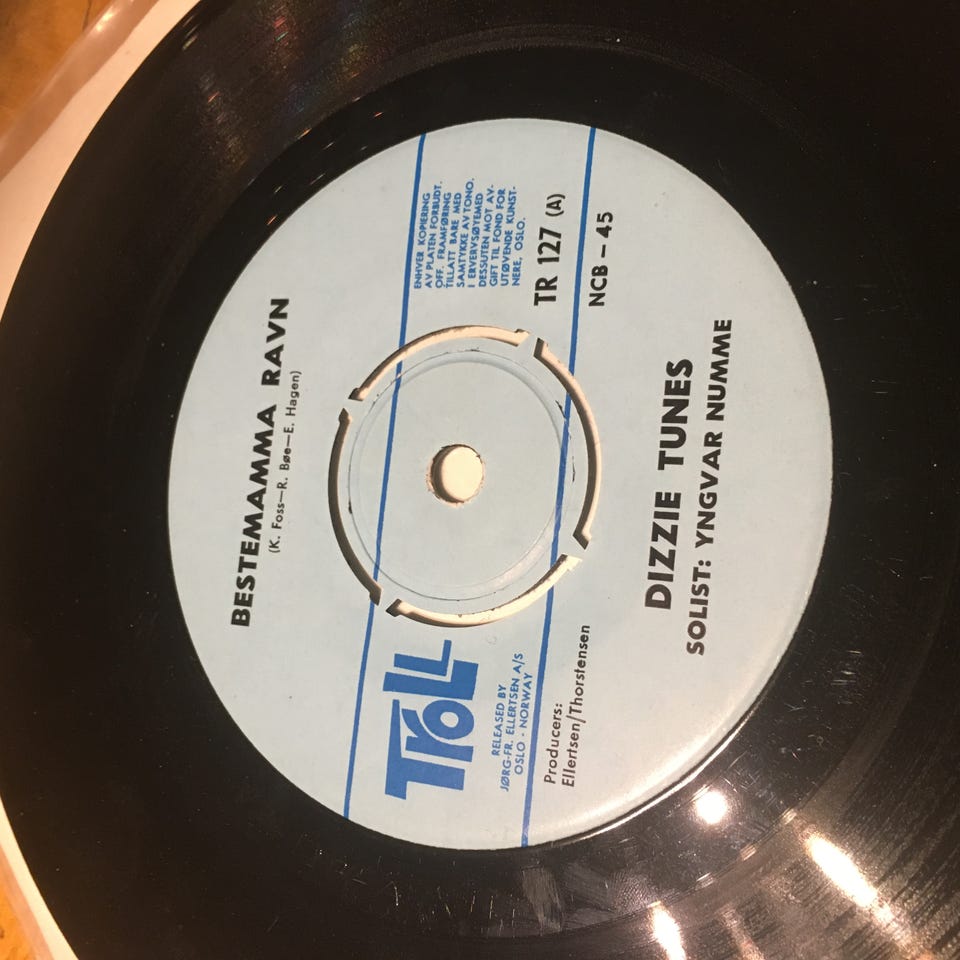 BESTEMAMMA RAVN
(K. Foss—R. Bøe—E. Hagen)
TROLL
RELEASED BY
JØRG-FR. ELLERTSEN A/S
OSLO - NORWAY
ENHVER KOPIERING
AV PLATEN FORBUDT.
OFF. FRAMFØRING
TILLATT BARE MED
SAMTYKKE AV TONO.
I ERVERVSØYEMED
DESSUTEN MOT AV-
GIFT TIL FOND FOR
UTØVENDE KUNST-
NERE, OSLO.
TR 127 (A)
NCB – 45
Producers:
Ellertsen/Thorstensen
DIZZIE TUNES
SOLIST: YNGVAR NUMME